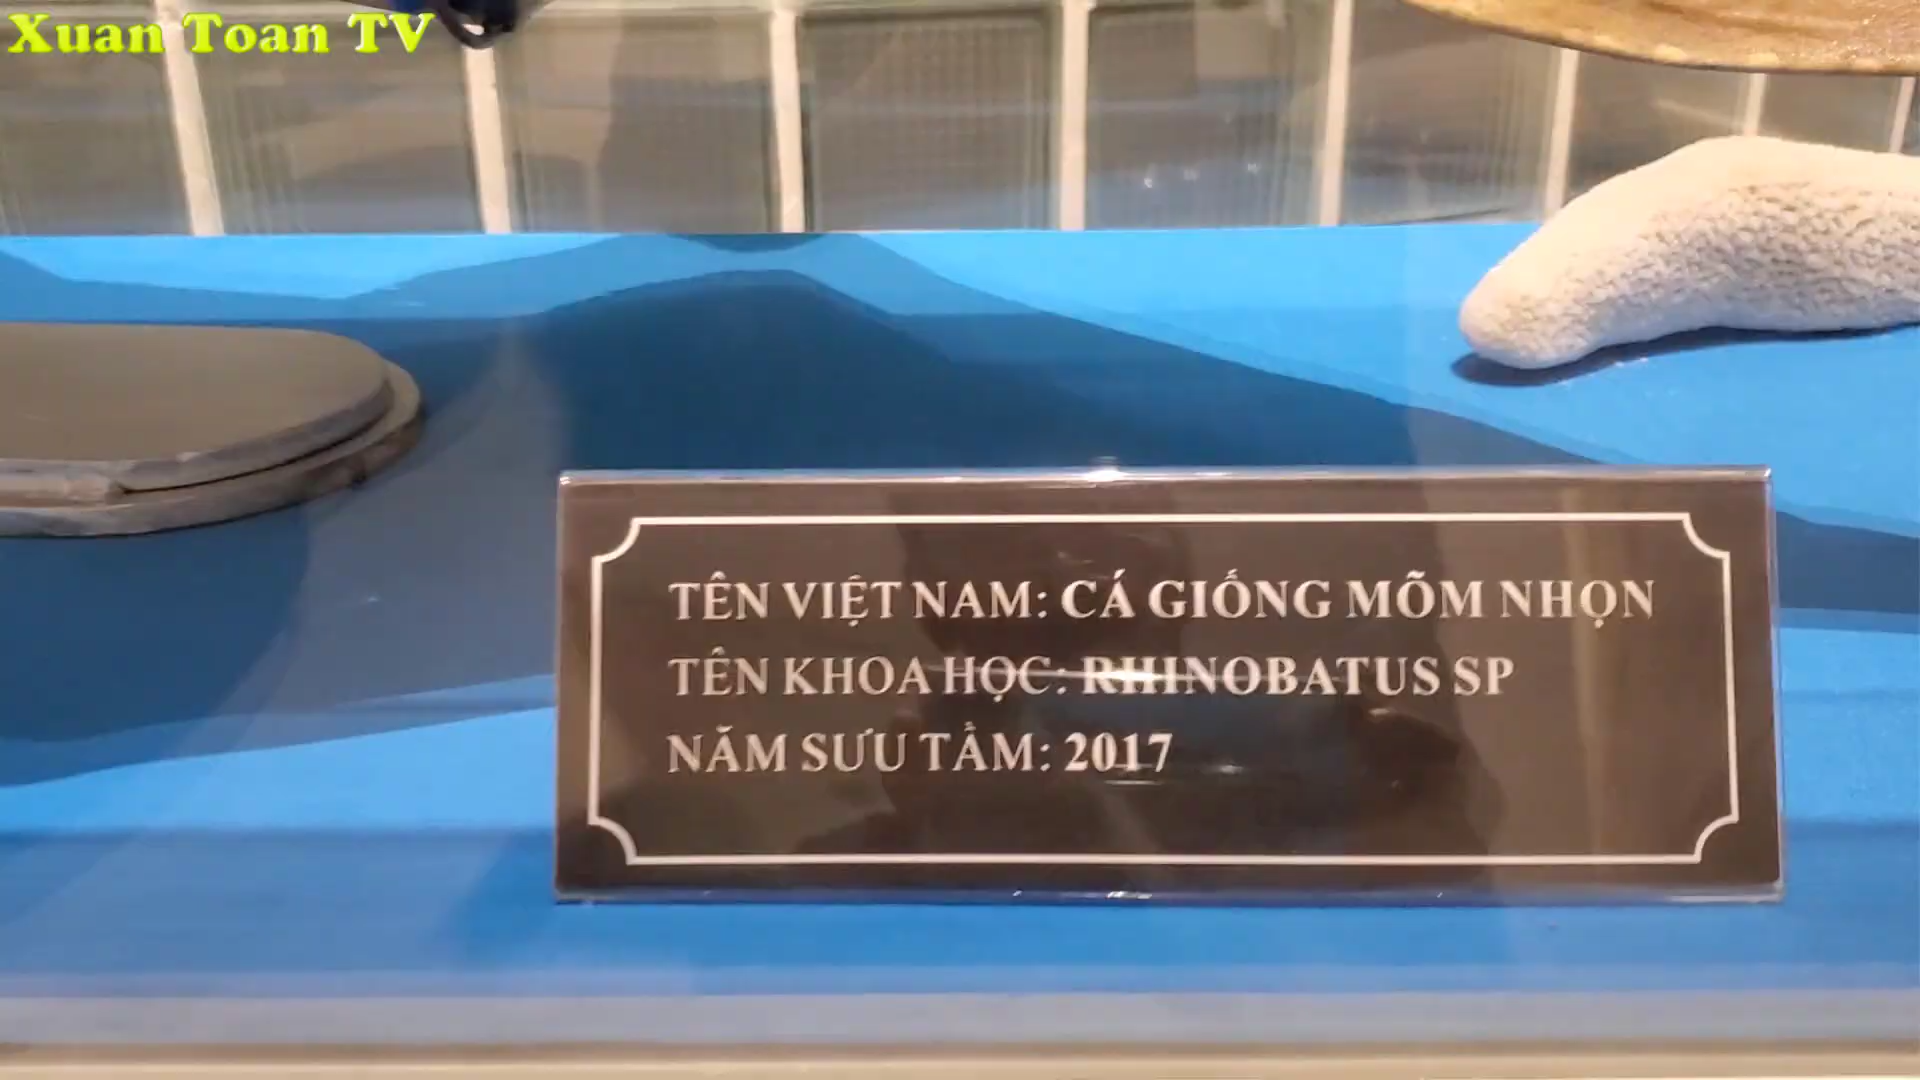 Xuan Toan TV
TÊN VIỆT NAM: CÁ GIỐNG MÕM NHỌN
TÊN KHOA HỌC: RHINOBATUS SP
NĂM SƯU TẦM: 2017